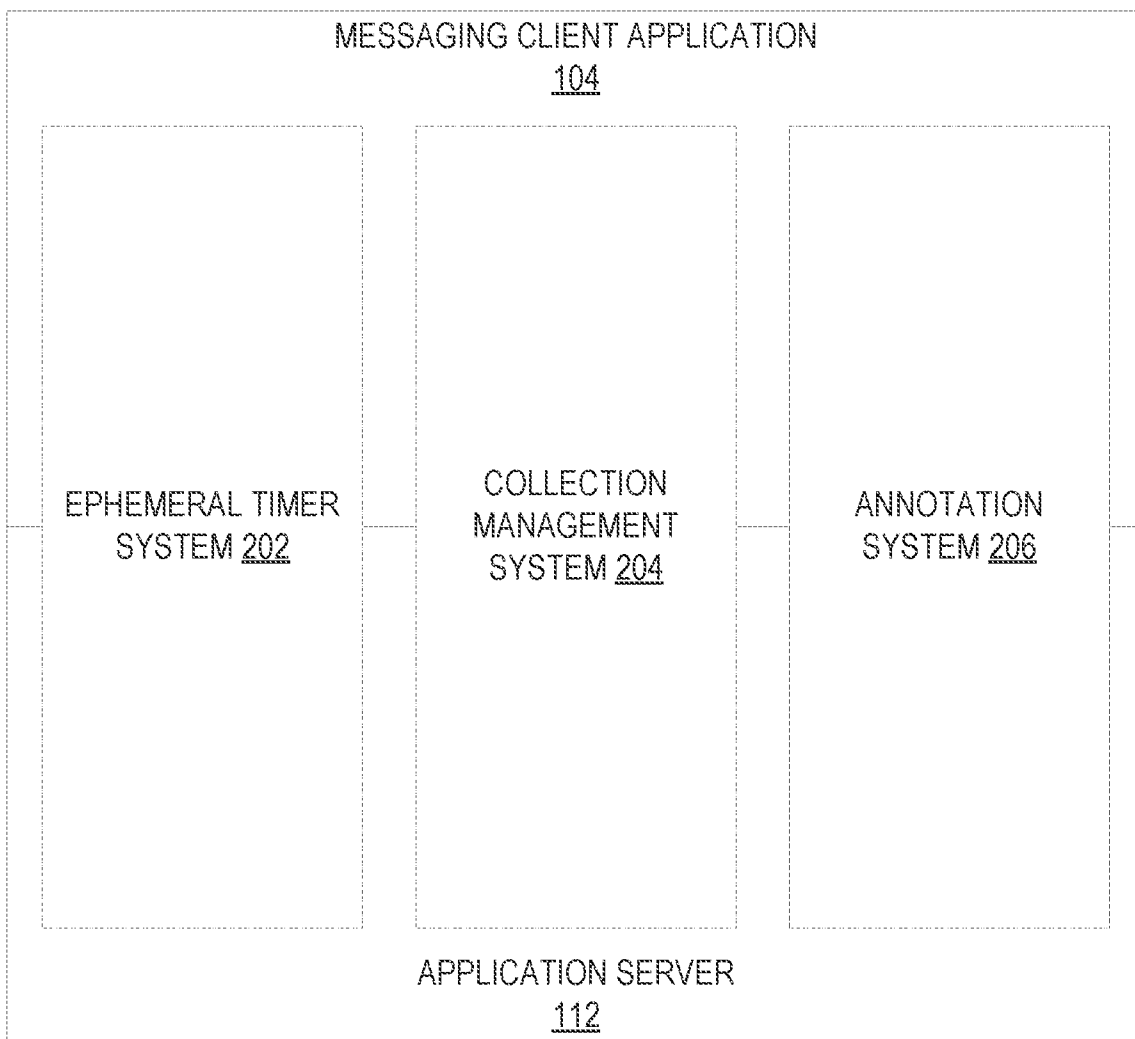 MESSAGING CLIENT APPLICATION
104
EPHEMERAL TIMER
SYSTEM 202
COLLECTION
MANAGEMENT
SYSTEM 204
ANNOTATION
SYSTEM 206
APPLICATION SERVER
112